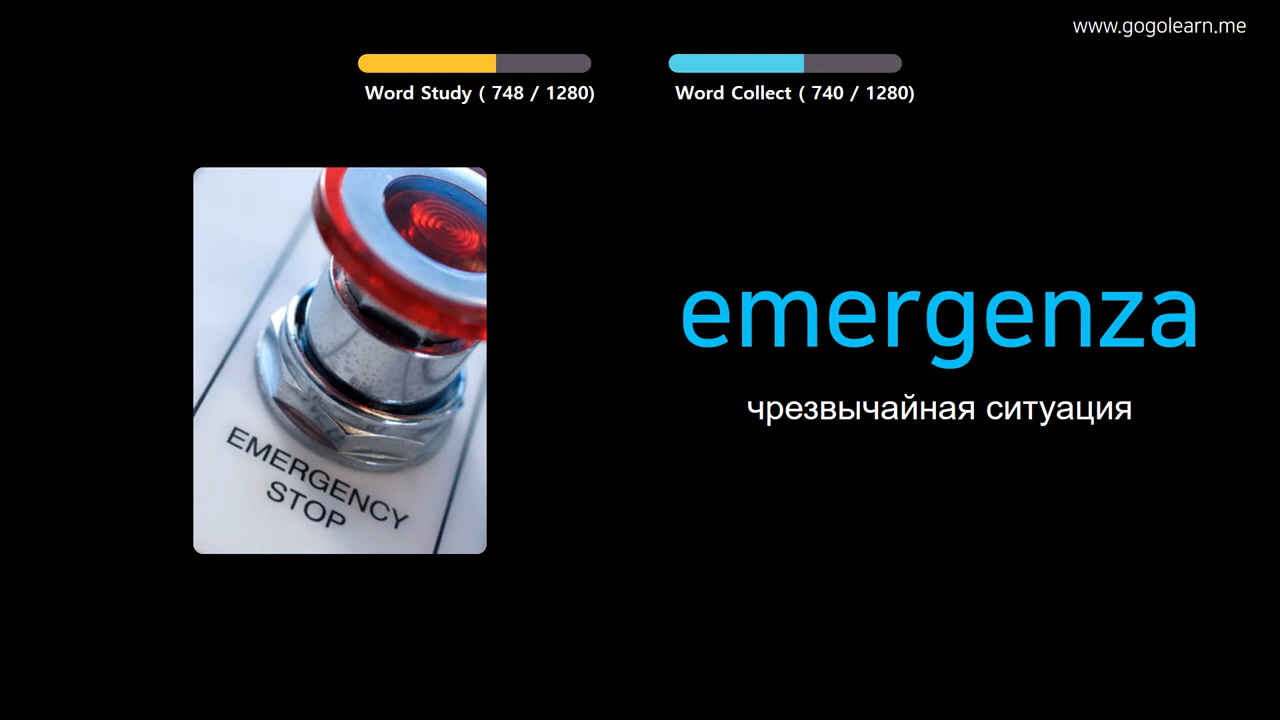 www.gogolearn.me
Word Study ( 748 / 1280)
Word Collect ( 740 / 1280)
EMERGENCY
STOP
emergenza
чрезвычайная ситуация